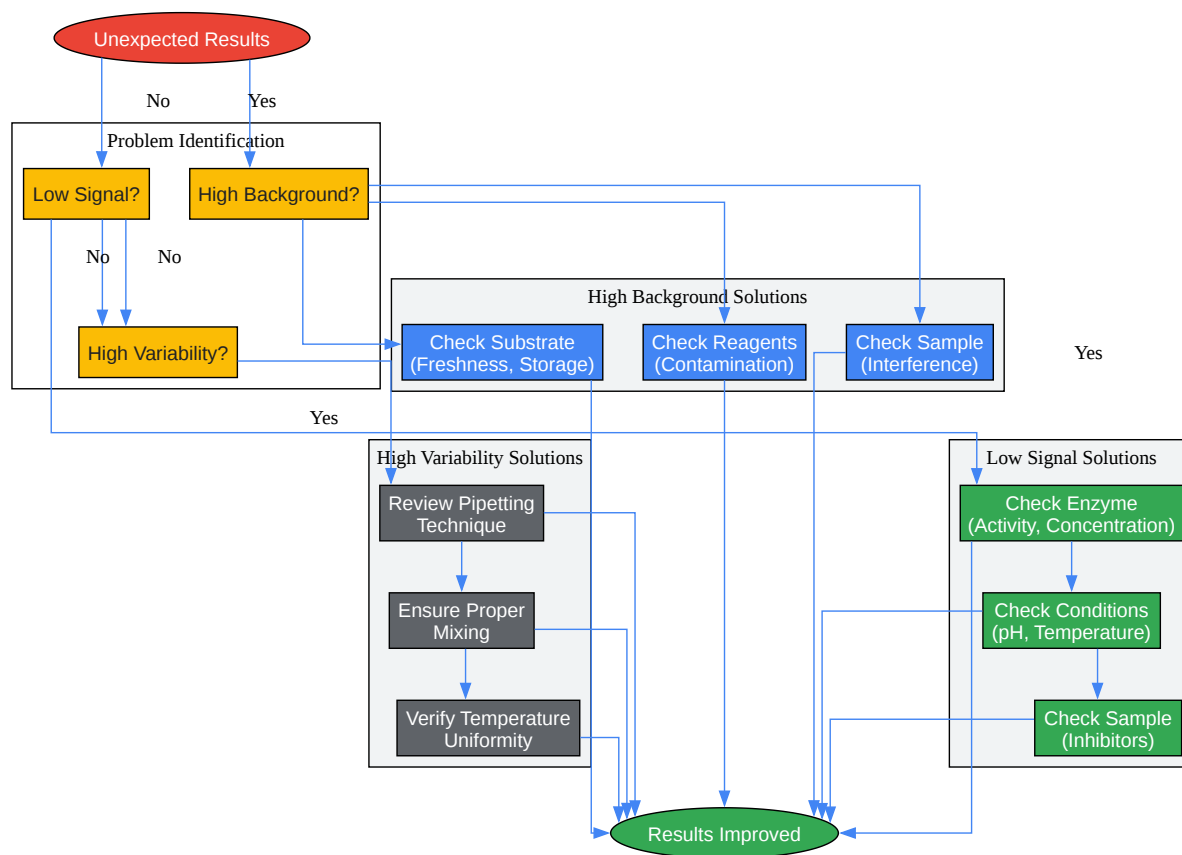 Unexpected Results
No
Yes
Problem Identification
Low Signal?
High Background?
No
No
High Background Solutions
High Variability?
Check Substrate
(Freshness, Storage)
Check Reagents
(Contamination)
Check Sample
(Interference)
Yes
Yes
High Variability Solutions
Low Signal Solutions
Review Pipetting
Technique
Check Enzyme
(Activity, Concentration)
Ensure Proper
Mixing
Check Conditions
(pH, Temperature)
Verify Temperature
Uniformity
Check Sample
(Inhibitors)
Results Improved